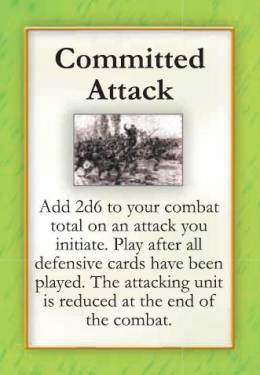 Committed
Attack
Add 2d6 to your combat
total on an attack you
initiate. Play after all
defensive cards have been
played. The attacking unit
is reduced at the end of
the combat.